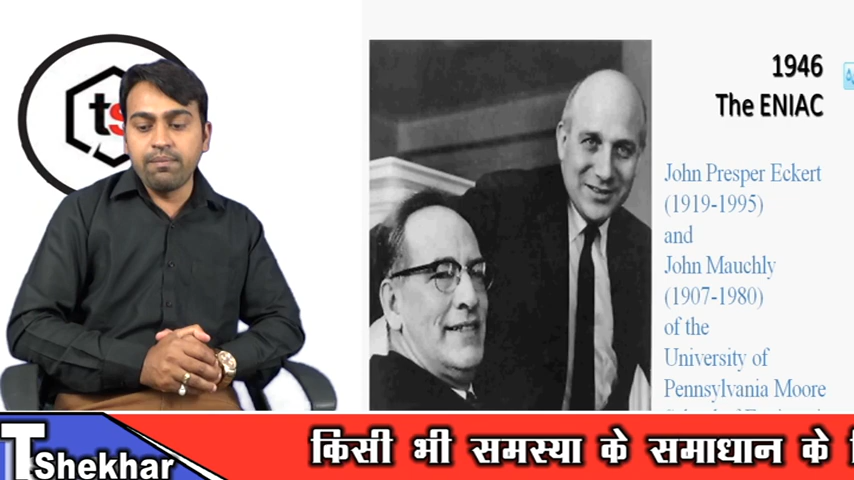 ts
1946
The ENIAC
John Presper Eckert
(1919-1995)
and
John Mauchly
(1907-1980)
of the
University of
Pennsylvania Moore
TShekhar
किसी भी समस्या के समाधान के